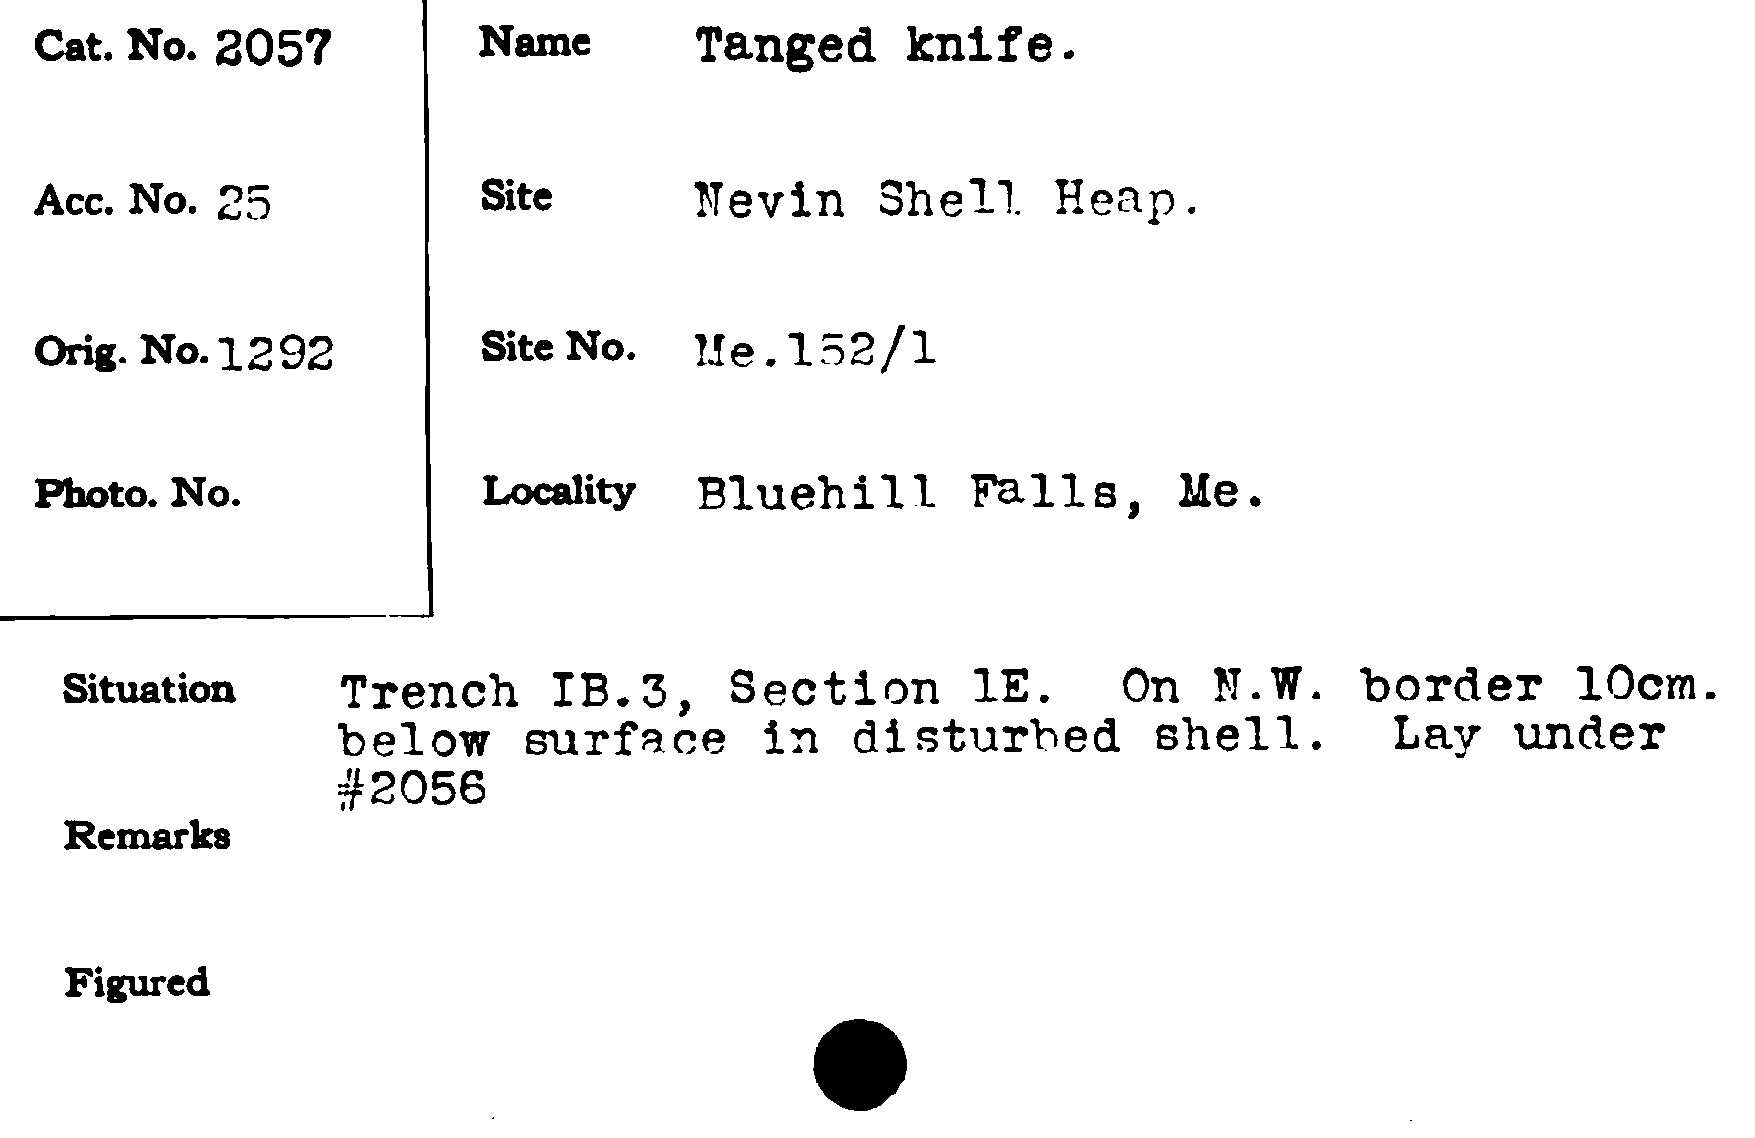 Cat. No. 2057
Name Tanged knife.
Acc. No. 25
Site Nevin Shell Heap.
Orig. No. 1292
Site No. Me.152/1
Photo. No.
Locality Bluehill Falls, Me.
Situation Trench IB.3, Section 1E. On N.W. border 10cm.
below surface in disturbed shell. Lay under
#2056
Remarks
Figured